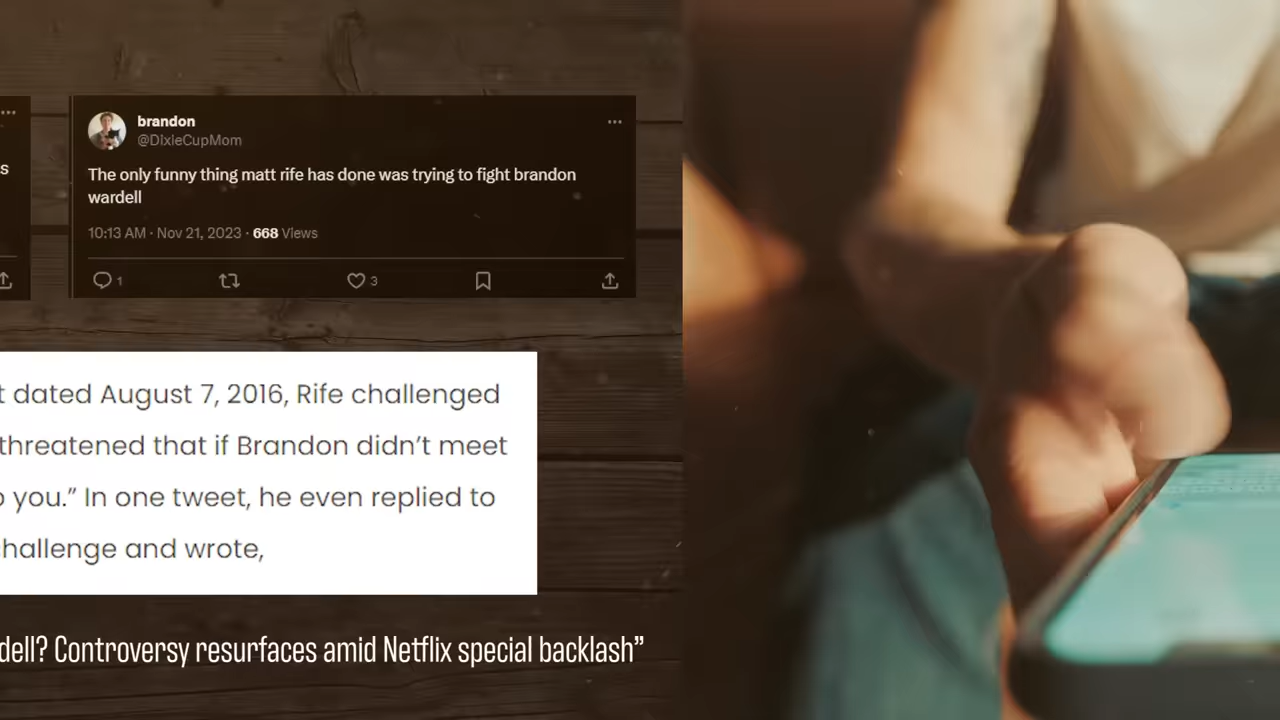 s
brandon
@DIxIeCupMom
The only funny thing matt rife has done was trying to fight brandon
wardell
10:13 AM · Nov 21, 2023 · 668 Views
1
3
t dated August 7, 2016, Rife challenged
threatened that if Brandon didn’t meet
o you.” In one tweet, he even replied to
challenge and wrote,
dell? Controversy resurfaces amid Netflix special backlash”